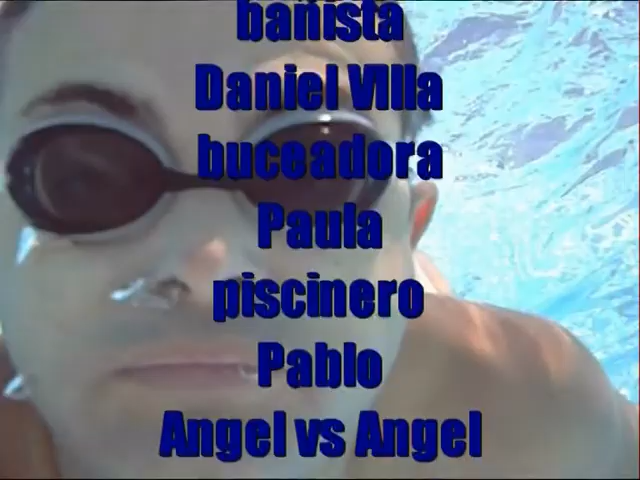 bañista
Daniel Villa
buceadora
Paula
piscinero
Pablo
Angel vs Angel